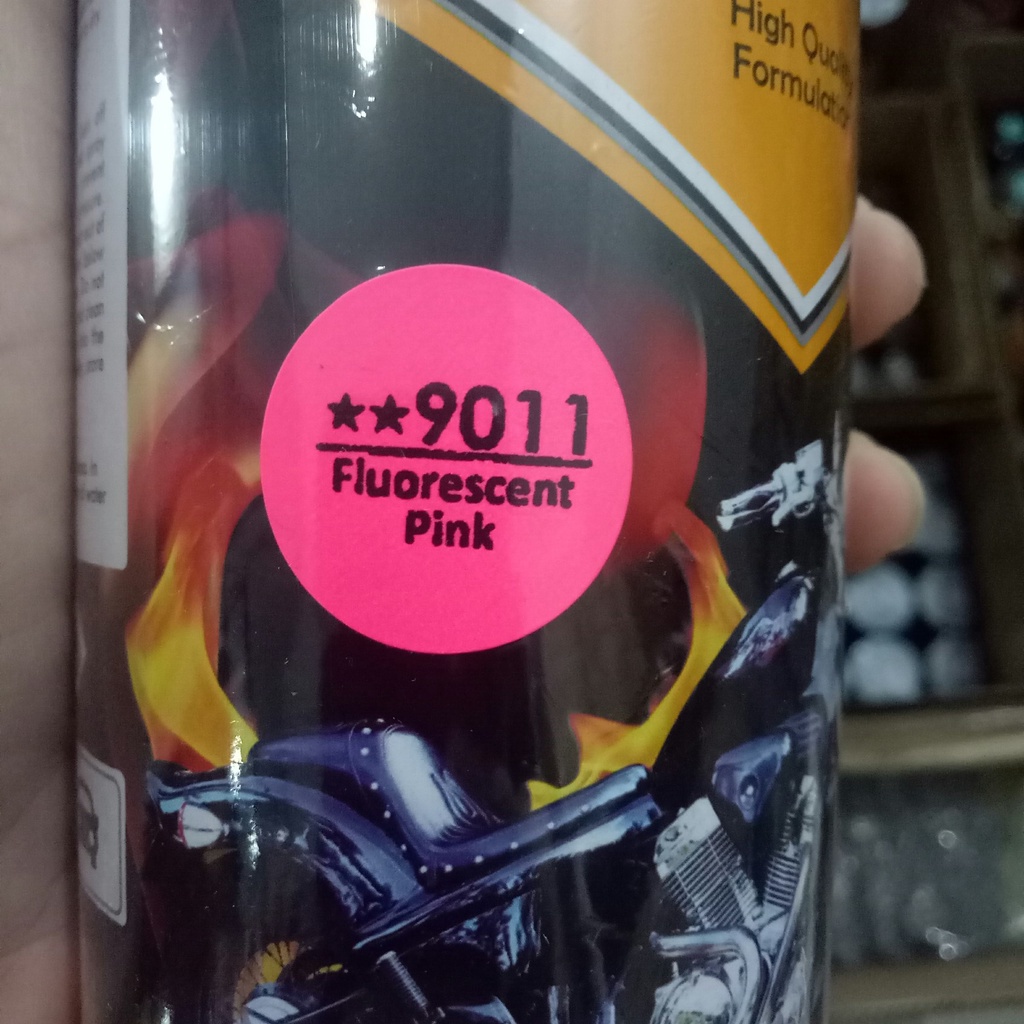 High Quality
Formulation
★★9011
Fluorescent
Pink